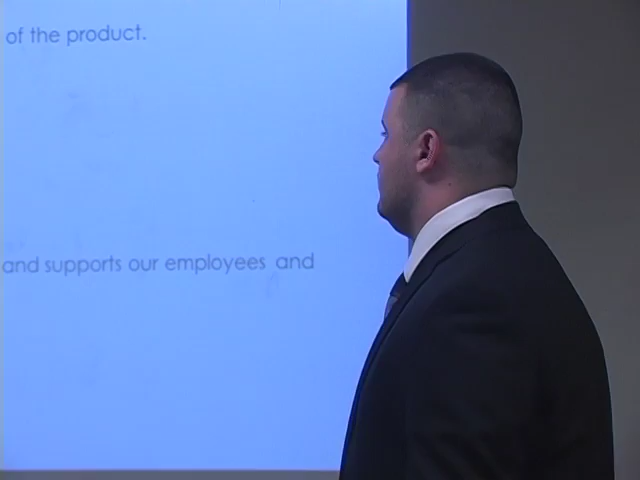 of the product.
and supports our employees and